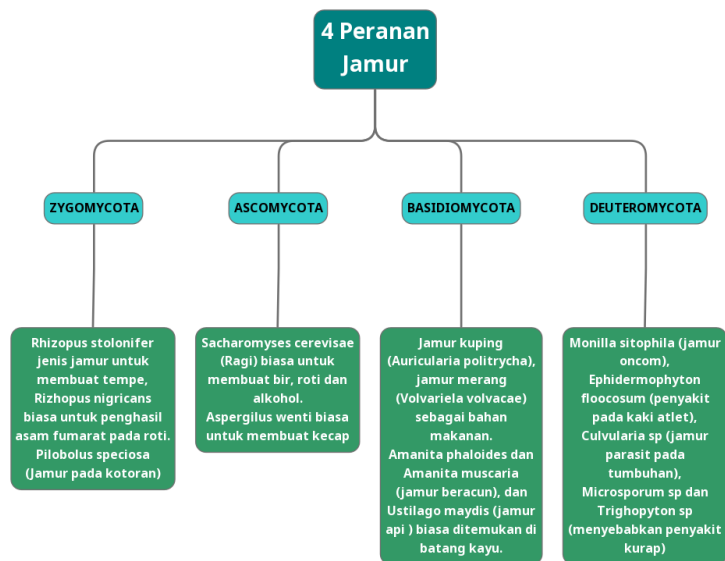 4 Peranan
Jamur
ZYGOMYCOTA
ASCOMYCOTA
BASIDIOMYCOTA
DEUTEROMYCOTA
Rhizopus stolonifer
jenis jamur untuk
membuat tempe,
Rizhopus nigricans
biasa untuk penghasil
asam fumarat pada roti.
Pilobolus speciosa
(Jamur pada kotoran)
Sacharomyses cerevisae
(Ragi) biasa untuk
membuat bir, roti dan
alkohol.
Aspergilus wenti biasa
untuk membuat kecap
Jamur kuping
(Auricularia politrycha),
jamur merang
(Volvariela volvacae)
sebagai bahan
makanan.
Amanita phaloides dan
Amanita muscaria
(jamur beracun), dan
Ustilago maydis (jamur
api ) biasa ditemukan di
batang kayu.
Monilla sitophila (jamur
oncom),
Ephidermophyton
floocosum (penyakit
pada kaki atlet),
Culvularia sp (jamur
parasit pada
tumbuhan),
Microsporum sp dan
Trighopyton sp
(menyebabkan penyakit
kurap)